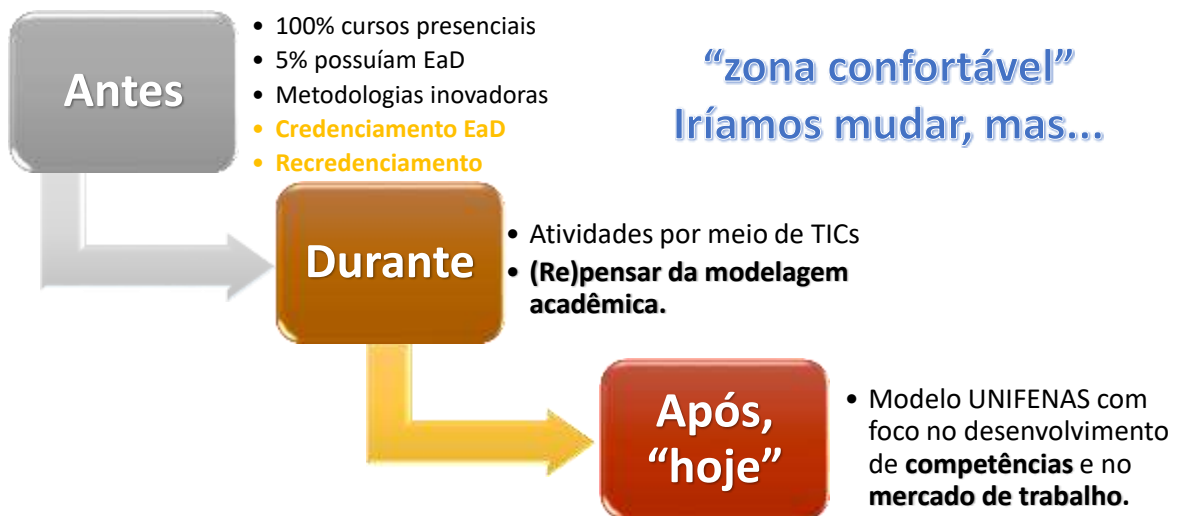 Antes
• 100% cursos presenciais
• 5% possuíam EaD
• Metodologias inovadoras
• Credenciamento EaD
• Recredenciamento
“zona confortável”
Iríamos mudar, mas...
Durante
• Atividades por meio de TICs
• (Re)pensar da modelagem
acadêmica.
Após,
“hoje”
• Modelo UNIFENAS com
foco no desenvolvimento
de competências e no
mercado de trabalho.